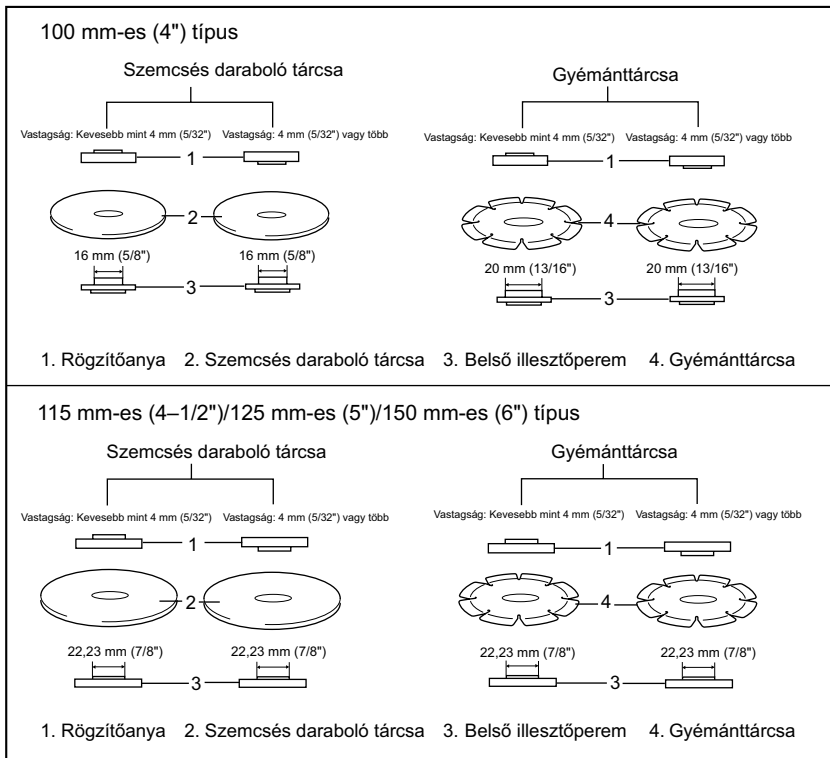 100 mm-es (4") típus
Szemcsés daraboló tárcsa
Gyémánttárcsa
Vastagság: Kevesebb mint 4 mm (5/32") Vastagság: 4 mm (5/32") vagy több
Vastagság: Kevesebb mint 4 mm (5/32") Vastagság: 4 mm (5/32") vagy több
1
1
2
4
16 mm (5/8") 16 mm (5/8")
20 mm (13/16") 20 mm (13/16")
3
3
1. Rögzítőanya 2. Szemcsés daraboló tárcsa 3. Belső illesztőperem 4. Gyémánttárcsa
115 mm-es (4–1/2")/125 mm-es (5")/150 mm-es (6") típus
Szemcsés daraboló tárcsa
Gyémánttárcsa
Vastagság: Kevesebb mint 4 mm (5/32") Vastagság: 4 mm (5/32") vagy több
Vastagság: Kevesebb mint 4 mm (5/32") Vastagság: 4 mm (5/32") vagy több
1
1
2
4
22,23 mm (7/8") 22,23 mm (7/8")
22,23 mm (7/8") 22,23 mm (7/8")
3
3
1. Rögzítőanya 2. Szemcsés daraboló tárcsa 3. Belső illesztőperem 4. Gyémánttárcsa